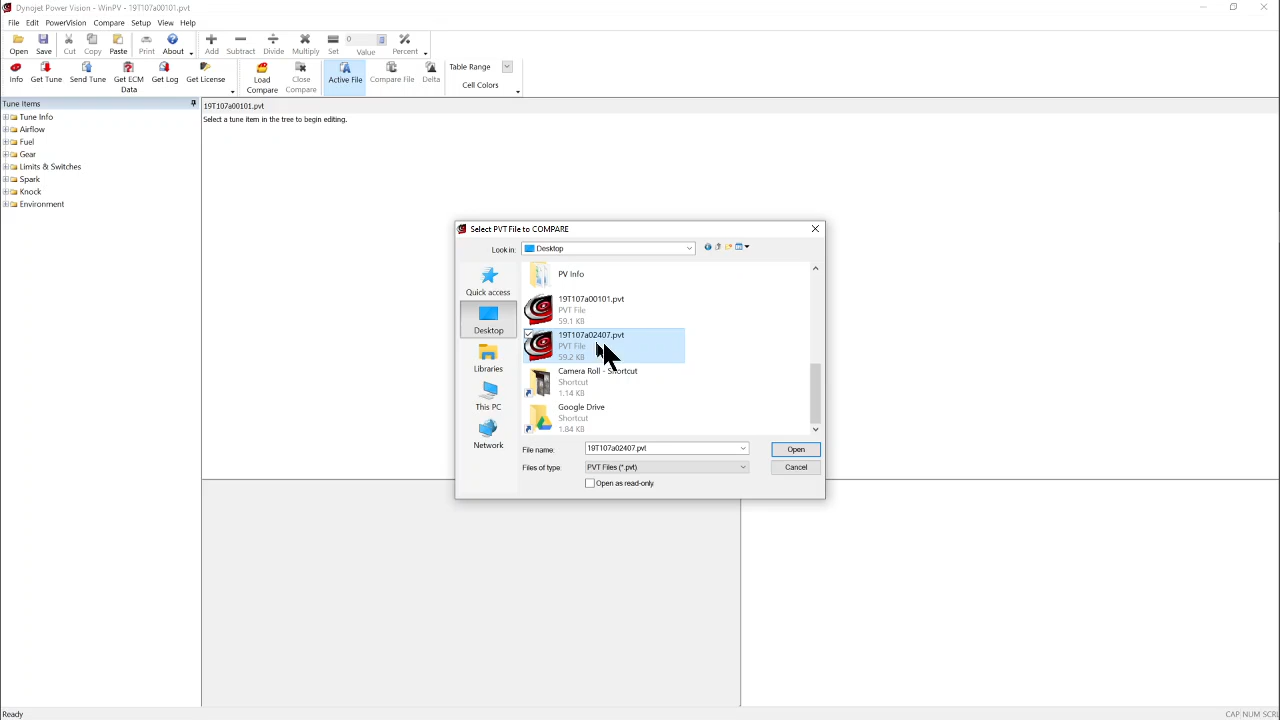 Dynojet Power Vision - WinPV - 19T107a00101.pvt
File Edit PowerVision Compare Setup View Help
Open Save Cut Copy Paste Print About Add Subtract Divide Multiply Set 0 Value Percent
Info Get Tune Send Tune Get ECM Data Get Log Get License Load Compare Close Compare Active File Compare File Delta Table Range Cell Colors
Tune Items
19T107a00101.pvt
Tune Info
Select a tune item in the tree to begin editing.
Airflow
Fuel
Gear
Limits & Switches
Spark
Knock
Environment
Select PVT File to COMPARE
Look in: Desktop
Quick access
Desktop
Libraries
This PC
Network
PV Info
19T107a00101.pvt
PVT File
59.1 KB
19T107a02407.pvt
PVT File
59.2 KB
Camera Roll - Shortcut
Shortcut
1.14 KB
Google Drive
Shortcut
1.84 KB
File name: 19T107a02407.pvt Open
Files of type: PVT Files (*.pvt) Cancel
Open as read-only
Ready
CAP NUM SCRL